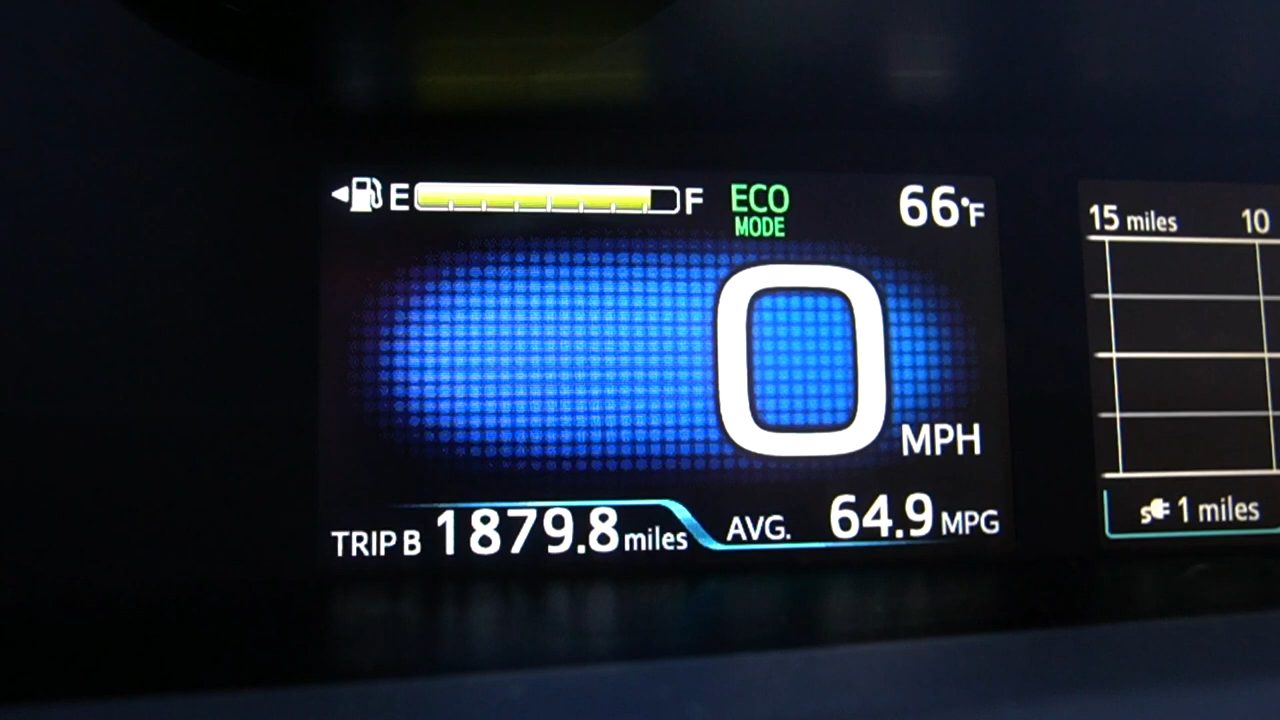 E F ECO MODE 66°F
0 MPH
TRIP B 1879.8 miles AVG. 64.9 MPG
15 miles 10
1 miles